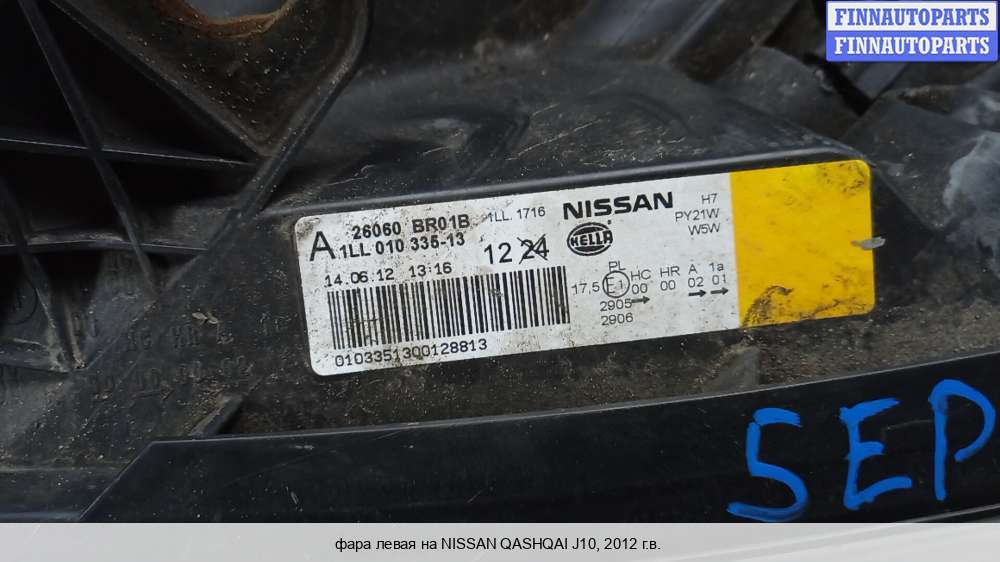 FINNAUTOPARTS
FINNAUTOPARTS
A 26060 BR01B 1LL. 1716 NISSAN H7
1LL 010 335-13 HELLA PY21W
W5W
14.06.12 13:16 12 24
PL HC HR A 1a
17,5 E1 00 00 02 01
2905
2906
0103351300128813
5EP
фара левая на NISSAN QASHQAI J10, 2012 г.в.